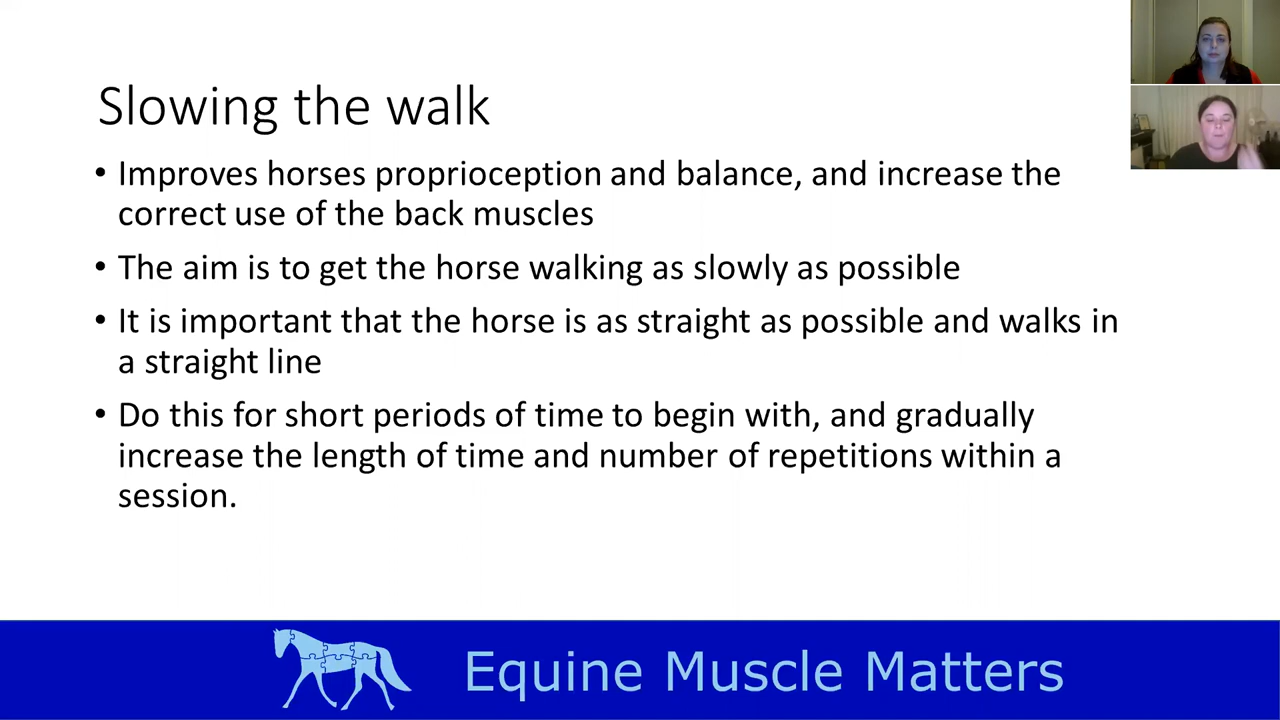 Slowing the walk
• Improves horses proprioception and balance, and increase the
correct use of the back muscles
• The aim is to get the horse walking as slowly as possible
• It is important that the horse is as straight as possible and walks in
a straight line
• Do this for short periods of time to begin with, and gradually
increase the length of time and number of repetitions within a
session.
Equine Muscle Matters